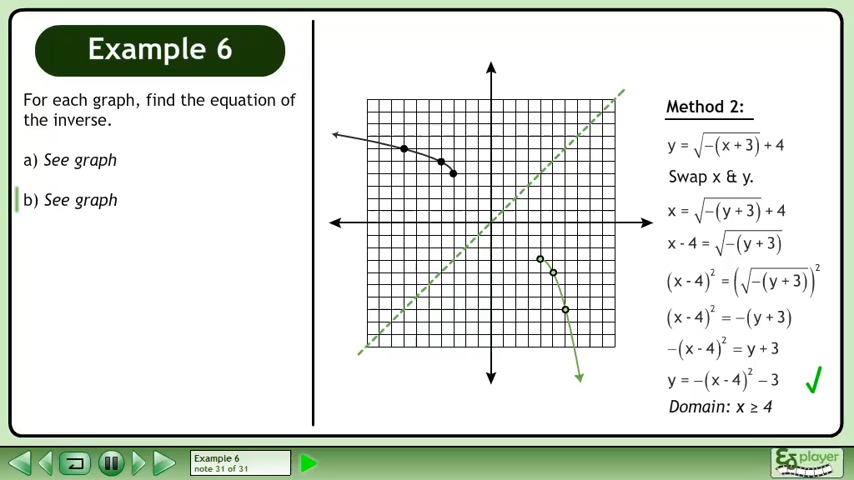 Example 6
For each graph, find the equation of
the inverse.
a) See graph
b) See graph
Method 2:
y = √-(x + 3) + 4
Swap x & y.
x = √-(y + 3) + 4
x - 4 = √-(y + 3)
(x - 4)² = (√-(y + 3))²
(x - 4)² = -(y + 3)
-(x - 4)² = y + 3
y = -(x - 4)² - 3
Domain: x ≥ 4
Example 6
note 31 of 31
player